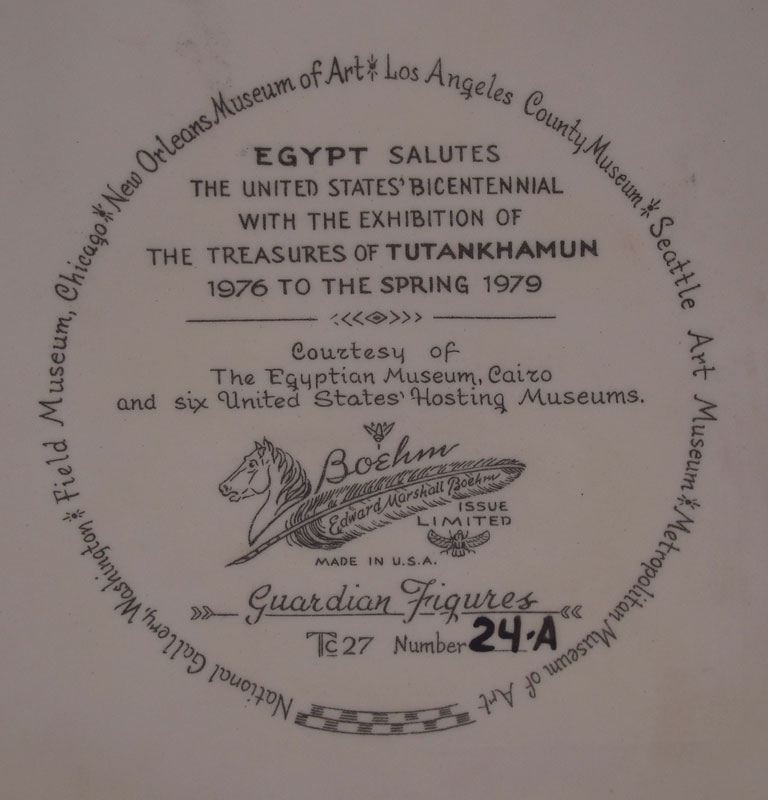 National Gallery, Washington * Field Museum, Chicago * New Orleans Museum of Art * Los Angeles County Museum * Seattle Art Museum * Metropolitan Museum of Art
EGYPT SALUTES
THE UNITED STATES' BICENTENNIAL
WITH THE EXHIBITION OF
THE TREASURES OF TUTANKHAMUN
1976 TO THE SPRING 1979
Courtesy of
The Egyptian Museum, Cairo
and six United States' Hosting Museums.
Boehm
Edward Marshall Boehm
ISSUE
LIMITED
MADE IN U.S.A.
Guardian Figures
Tc 27 Number 24-A